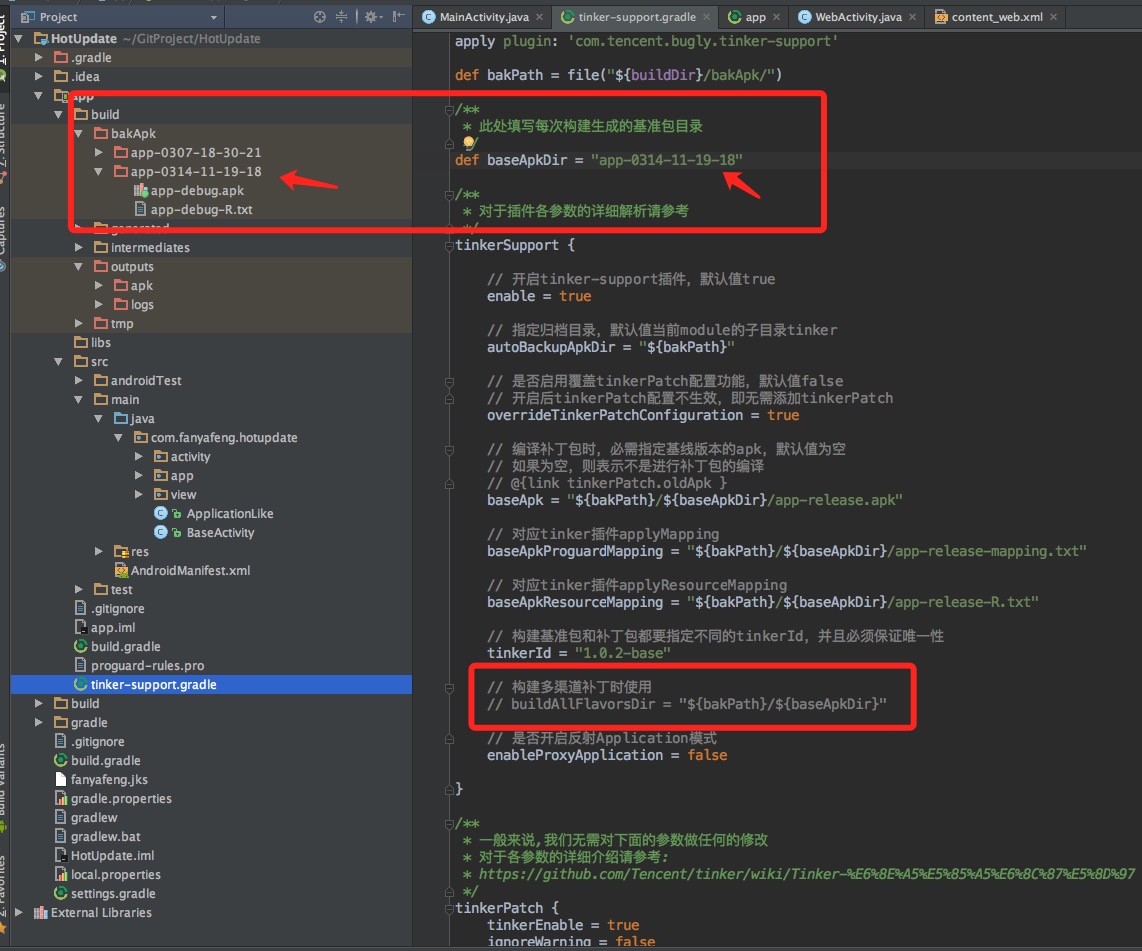 Project
MainActivity.java
tinker-support.gradle
app
WebActivity.java
content_web.xml
1: Project
Structure
Captures
Build Variants
2: Favorites
HotUpdate ~/GitProject/HotUpdate
.gradle
.idea
app
build
bakApk
app-0307-18-30-21
app-0314-11-19-18
app-debug.apk
app-debug-R.txt
generated
intermediates
outputs
apk
logs
tmp
libs
src
androidTest
main
java
com.fanyafeng.hotupdate
activity
app
view
ApplicationLike
BaseActivity
res
AndroidManifest.xml
test
.gitignore
app.iml
build.gradle
proguard-rules.pro
tinker-support.gradle
build
gradle
.gitignore
build.gradle
fanyafeng.jks
gradle.properties
gradlew
gradlew.bat
HotUpdate.iml
local.properties
settings.gradle
External Libraries
apply plugin: 'com.tencent.bugly.tinker-support'
def bakPath = file("${buildDir}/bakApk/")
/**
* 此处填写每次构建生成的基准包目录
*/
def baseApkDir = "app-0314-11-19-18"
/**
* 对于插件各参数的详细解析请参考
*/
tinkerSupport {
// 开启tinker-support插件，默认值true
enable = true
// 指定归档目录，默认值当前module的子目录tinker
autoBackupApkDir = "${bakPath}"
// 是否启用覆盖tinkerPatch配置功能，默认值false
// 开启后tinkerPatch配置不生效，即无需添加tinkerPatch
overrideTinkerPatchConfiguration = true
// 编译补丁包时，必需指定基线版本的apk，默认值为空
// 如果为空，则表示不是进行补丁包的编译
// @{link tinkerPatch.oldApk }
baseApk = "${bakPath}/${baseApkDir}/app-release.apk"
// 对应tinker插件applyMapping
baseApkProguardMapping = "${bakPath}/${baseApkDir}/app-release-mapping.txt"
// 对应tinker插件applyResourceMapping
baseApkResourceMapping = "${bakPath}/${baseApkDir}/app-release-R.txt"
// 构建基准包和补丁包都要指定不同的tinkerId，并且必须保证唯一性
tinkerId = "1.0.2-base"
// 构建多渠道补丁时使用
// buildAllFlavorsDir = "${bakPath}/${baseApkDir}"
// 是否开启反射Application模式
enableProxyApplication = false
}
/**
* 一般来说,我们无需对下面的参数做任何的修改
* 对于各参数的详细介绍请参考:
* https://github.com/Tencent/tinker/wiki/Tinker-%E6%8E%A5%E5%85%A5%E6%8C%87%E5%8D%97
*/
tinkerPatch {
tinkerEnable = true
ignoreWarning = false